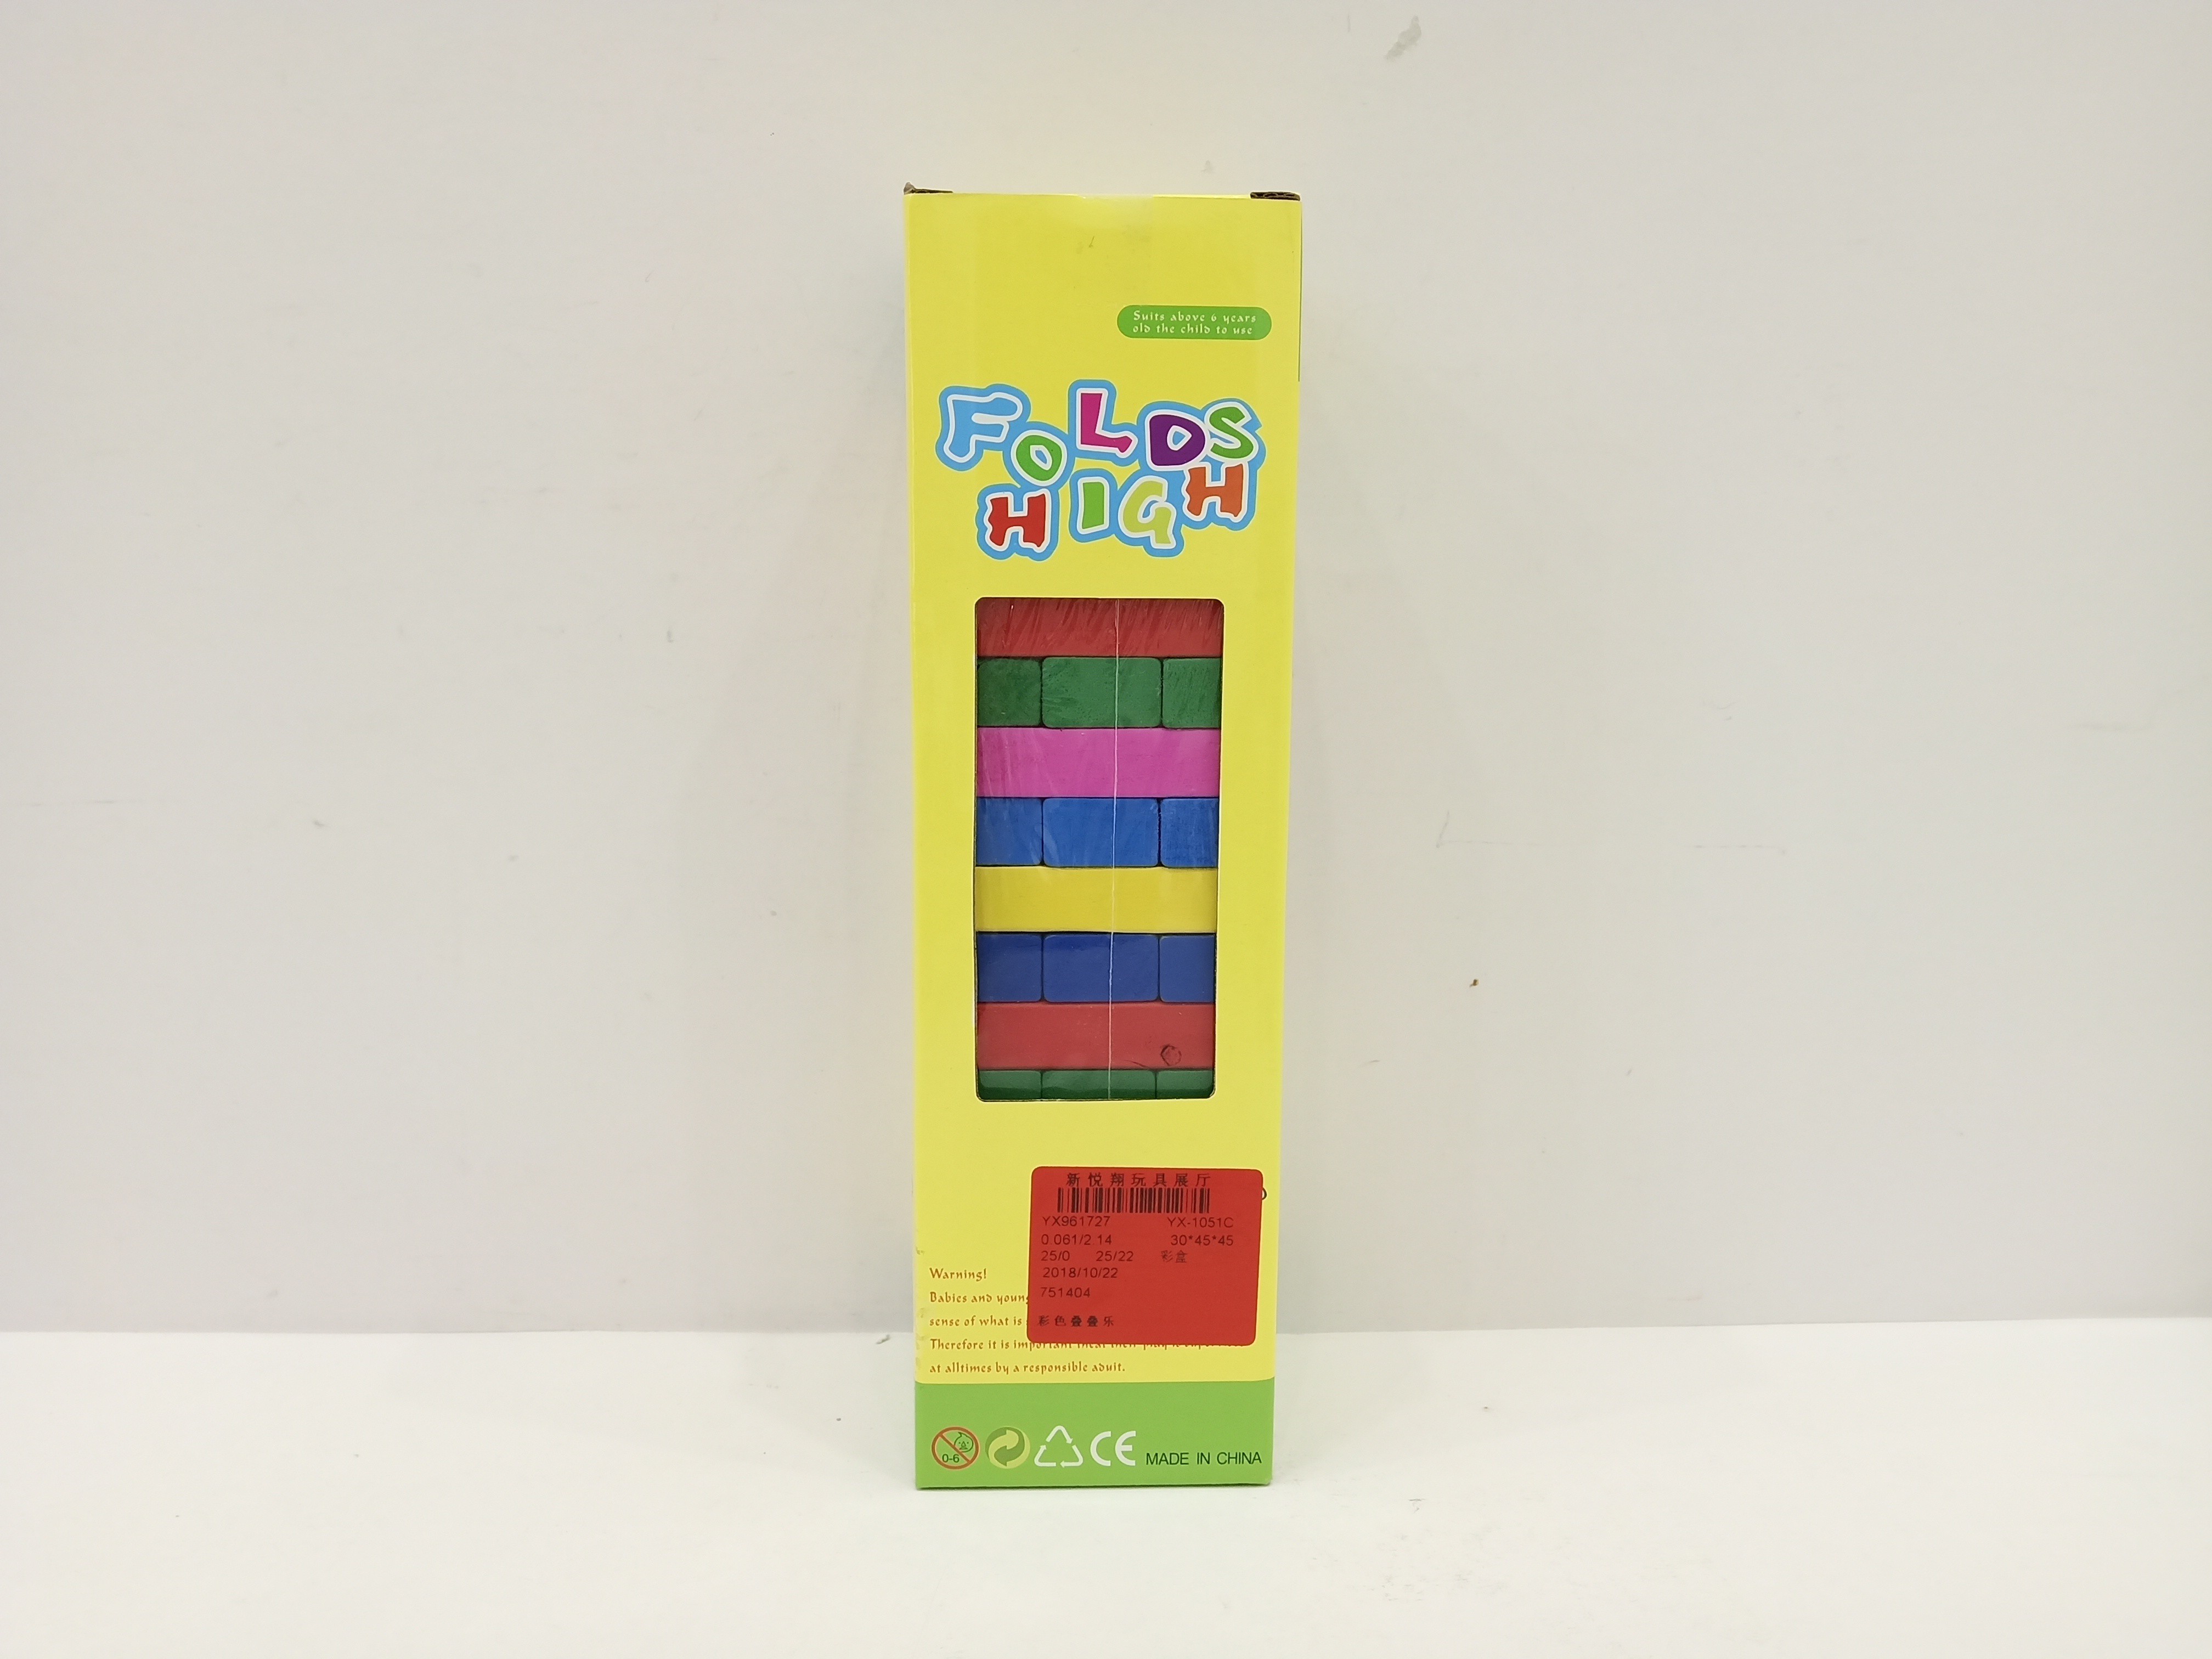 Suits above 6 years
old the child to use
FOLDS
HIGH
新悦翔玩具展厅
YX961727 YX-1051C
0.061/2.14 30*45*45
25/0 25/22 彩盒
2018/10/22
751404
彩色叠叠乐
Warning!
Babies and young
sense of what is
Therefore it is important
at alltimes by a responsible aduit.
0-6 CE MADE IN CHINA